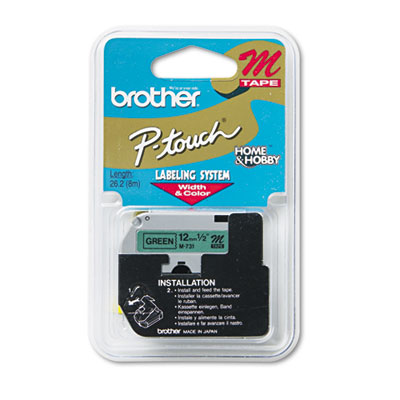 M
TAPE
brother
P-touch
HOME
& HOBBY
Length:
26.2 (8m)
LABELING SYSTEM
Width
& Color
GREEN 12mm 1/2" M
M-731 TAPE
INSTALLATION
2. • Install and feed the tape.
• Installer la cassette/avancer
le ruban.
• Kassette einlegen, Band
einspannen.
• Instale y alimente la cinta.
• Installare e far avanzare il nastro.
brother MADE IN JAPAN